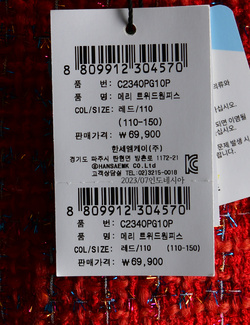 8 809912 304570
품 번: C2340PG10P
품 명: 메리 트위드원피스
COL/SIZE: 레드/110
(110-150)
판매가격: ₩ 69,900
한세엠케이(주)
경기도 파주시 탄현면 방촌로 1172-21
ⓗHANSAEMK CO.Ltd
고객상담실 TEL:02)3215-0018
2023/07인도네시아
8 809912 304570
품 번: C2340PG10P
품 명: 메리 트위드원피스
COL/SIZE: 레드/110 (110-150)
판매가격: ₩ 69,900